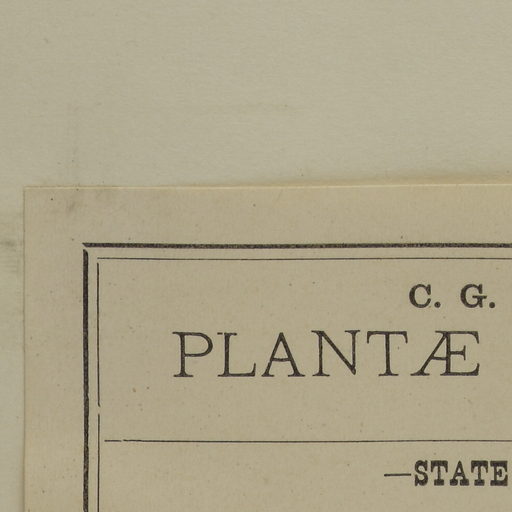 C. G.
PLANTÆ
—STATE